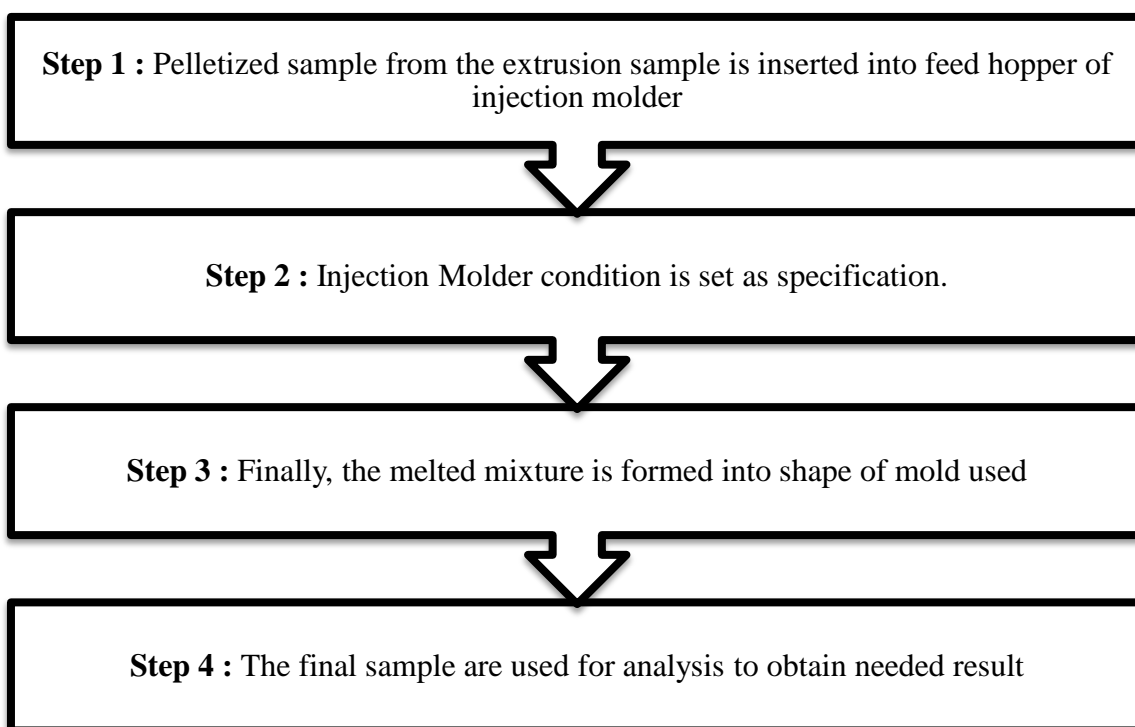 Step 1 : Pelletized sample from the extrusion sample is inserted into feed hopper of
injection molder
Step 2 : Injection Molder condition is set as specification.
Step 3 : Finally, the melted mixture is formed into shape of mold used
Step 4 : The final sample are used for analysis to obtain needed result